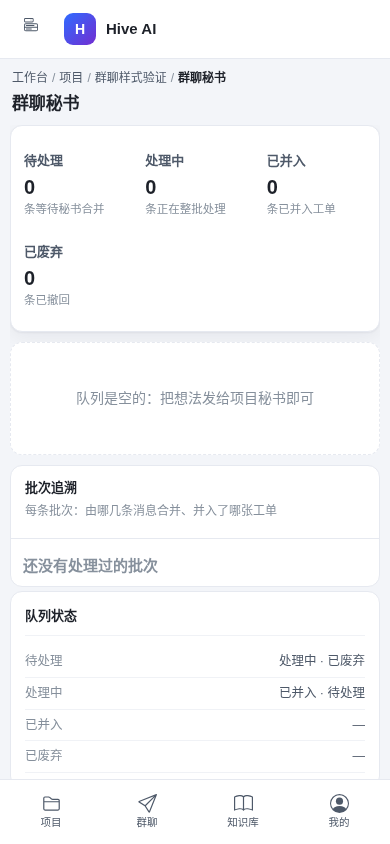 H Hive AI
工作台 / 项目 / 群聊样式验证 / 群聊秘书
群聊秘书
待处理 处理中 已并入
0 0 0
条等待秘书合并 条正在整批处理 条已并入工单
已废弃
0
条已撤回
队列是空的：把想法发给项目秘书即可
批次追溯
每条批次：由哪几条消息合并、并入了哪张工单
还没有处理过的批次
队列状态
待处理 处理中 · 已废弃
处理中 已并入 · 待处理
已并入 —
已废弃 —
项目 群聊 知识库 我的